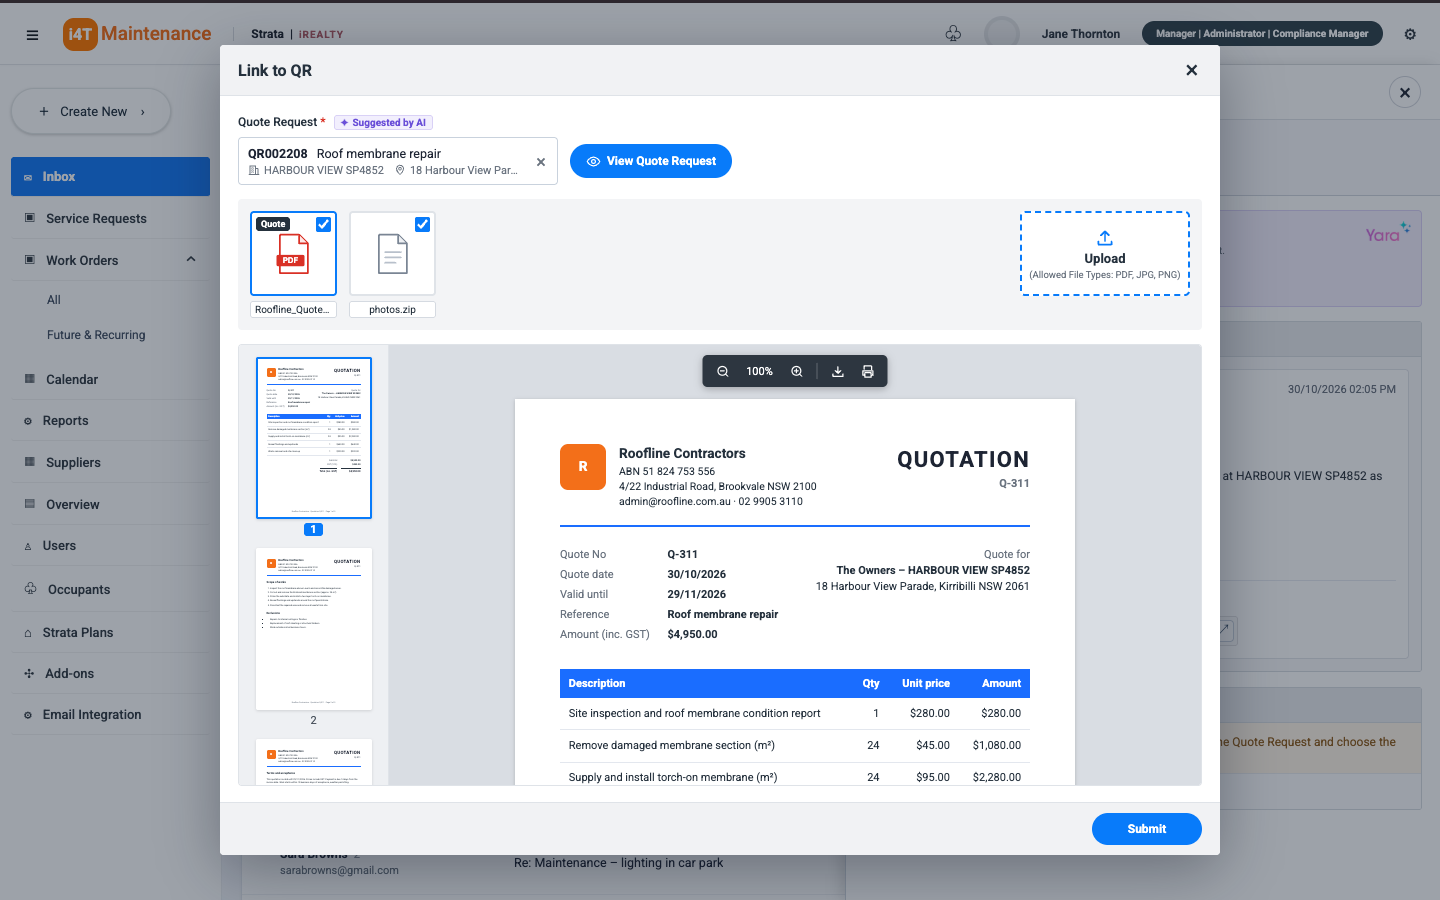 i4T Maintenance
Strata | iREALTY
Jane Thornton
Manager | Administrator | Compliance Manager
+ Create New ›
Inbox
Service Requests
Work Orders
All
Future & Recurring
Calendar
Reports
Suppliers
Overview
Users
Occupants
Strata Plans
Add-ons
Email Integration
Link to QR
Quote Request *
Suggested by AI
QR002208 Roof membrane repair
HARBOUR VIEW SP4852
18 Harbour View Par...
View Quote Request
Quote
PDF
Roofline_Quote...
photos.zip
Upload
(Allowed File Types: PDF, JPG, PNG)
1
2
100%
R
Roofline Contractors
ABN 51 824 753 556
4/22 Industrial Road, Brookvale NSW 2100
admin@roofline.com.au · 02 9905 3110
QUOTATION
Q-311
Quote No Q-311
Quote date 30/10/2026
Valid until 29/11/2026
Reference Roof membrane repair
Amount (inc. GST) $4,950.00
Quote for
The Owners – HARBOUR VIEW SP4852
18 Harbour View Parade, Kirribilli NSW 2061
Description Qty Unit price Amount
Site inspection and roof membrane condition report 1 $280.00 $280.00
Remove damaged membrane section (m²) 24 $45.00 $1,080.00
Supply and install torch-on membrane (m²) 24 $95.00 $2,280.00
Submit
Yara
t.
30/10/2026 02:05 PM
at HARBOUR VIEW SP4852 as
Quote Request and choose the
Sara Browns 2
sarabrowns@gmail.com
Re: Maintenance – lighting in car park